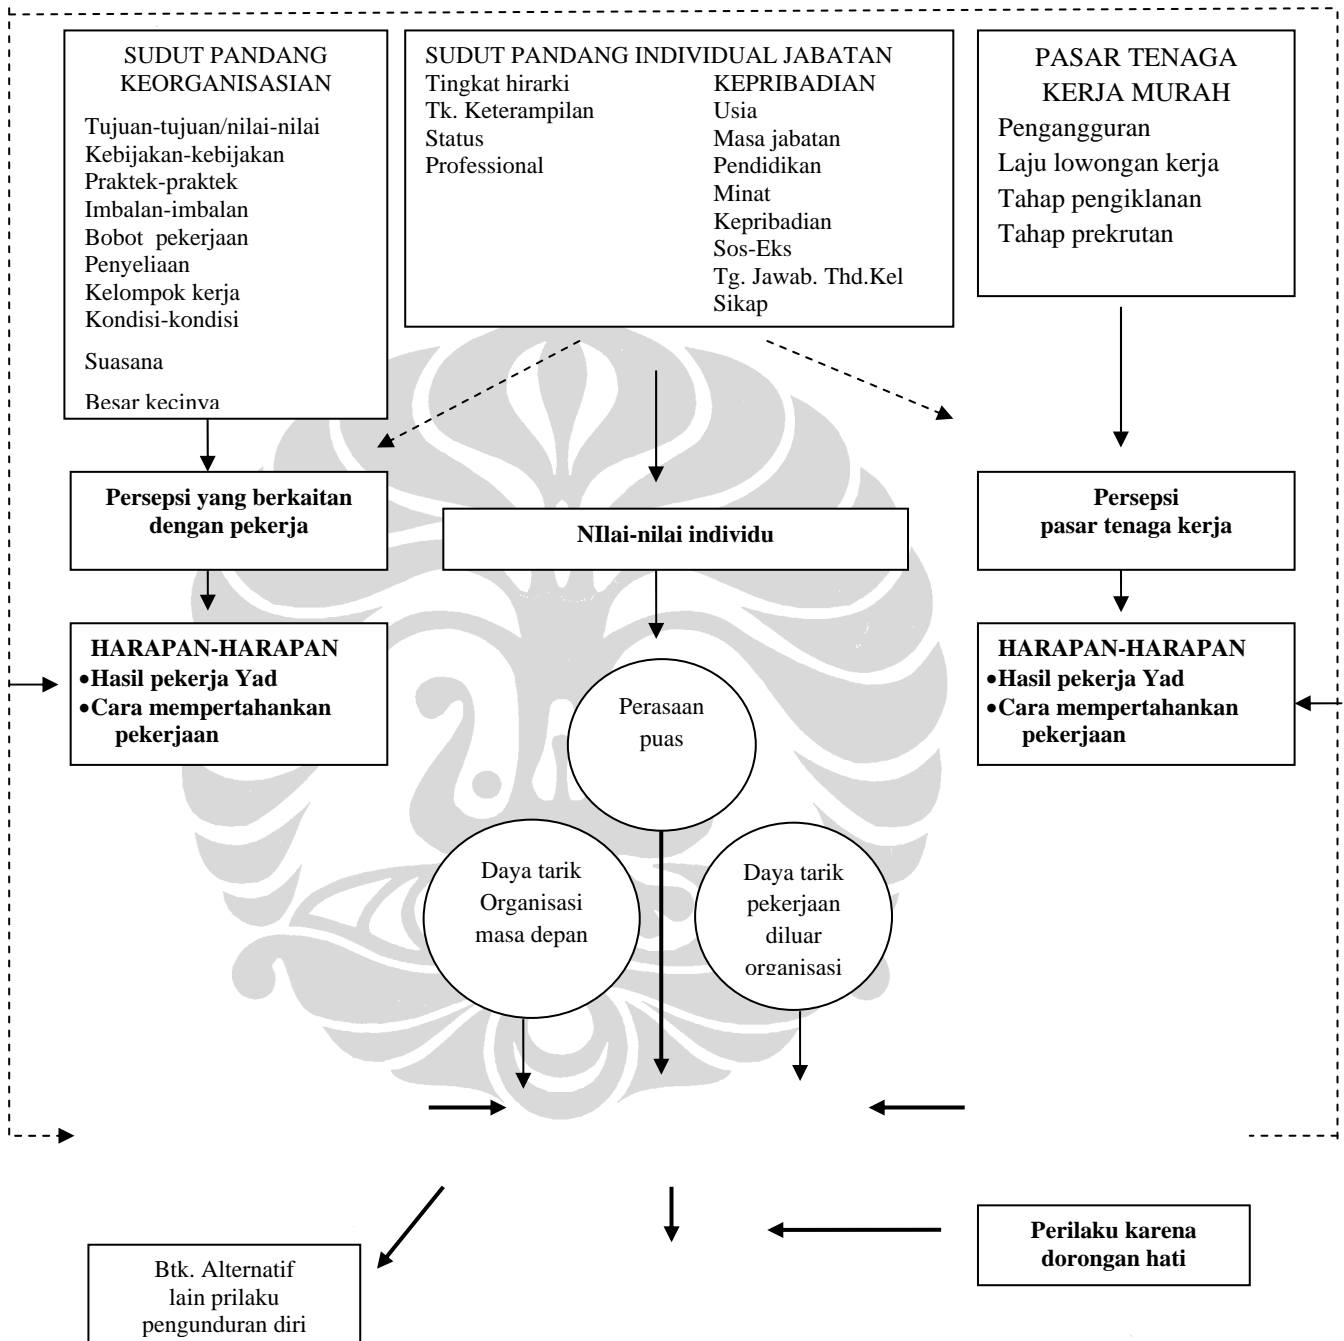 SUDUT PANDANG
KEORGANISASIAN
Tujuan-tujuan/nilai-nilai
Kebijakan-kebijakan
Praktek-praktek
Imbalan-imbalan
Bobot pekerjaan
Penyeliaan
Kelompok kerja
Kondisi-kondisi
Suasana
Besar kecinya
SUDUT PANDANG INDIVIDUAL JABATAN
Tingkat hirarki
Tk. Keterampilan
Status
Professional
KEPRIBADIAN
Usia
Masa jabatan
Pendidikan
Minat
Kepribadian
Sos-Eks
Tg. Jawab. Thd.Kel
Sikap
PASAR TENAGA
KERJA MURAH
Pengangguran
Laju lowongan kerja
Tahap pengiklanan
Tahap prekrutan
Persepsi yang berkaitan
dengan pekerja
NIlai-nilai individu
Persepsi
pasar tenaga kerja
HARAPAN-HARAPAN
•Hasil pekerja Yad
•Cara mempertahankan
pekerjaan
Perasaan
puas
HARAPAN-HARAPAN
•Hasil pekerja Yad
•Cara mempertahankan
pekerjaan
Daya tarik
Organisasi
masa depan
Daya tarik
pekerjaan
diluar
organisasi
Perilaku karena
dorongan hati
Btk. Alternatif
lain prilaku
pengunduran diri